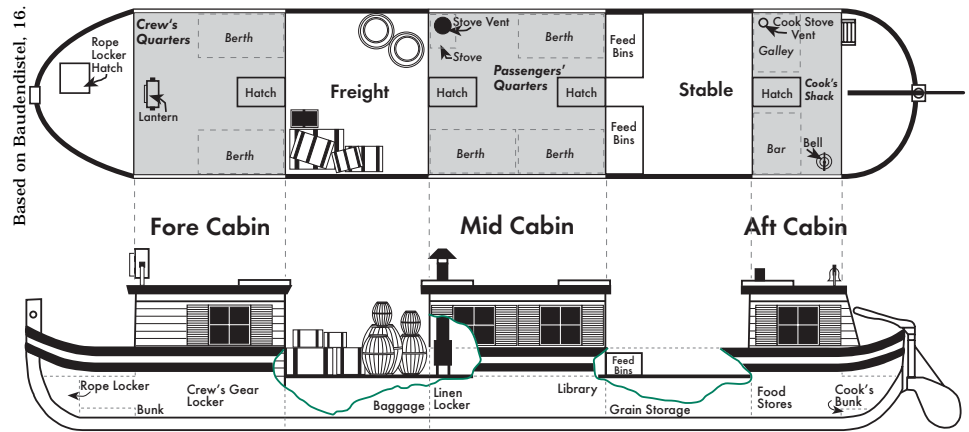 Based on Baudendistel, 16.
Crew's
Quarters
Berth
Rope
Locker
Hatch
Lantern
Hatch
Berth
Freight
Stove Vent
Stove
Berth
Passengers'
Quarters
Hatch
Hatch
Berth
Berth
Feed
Bins
Feed
Bins
Stable
Cook Stove
Vent
Galley
Hatch
Cook's
Shack
Bar
Bell
Fore Cabin
Mid Cabin
Aft Cabin
Feed
Bins
Rope Locker
Bunk
Crew's Gear
Locker
Baggage
Linen
Locker
Library
Grain Storage
Food
Stores
Cook's
Bunk